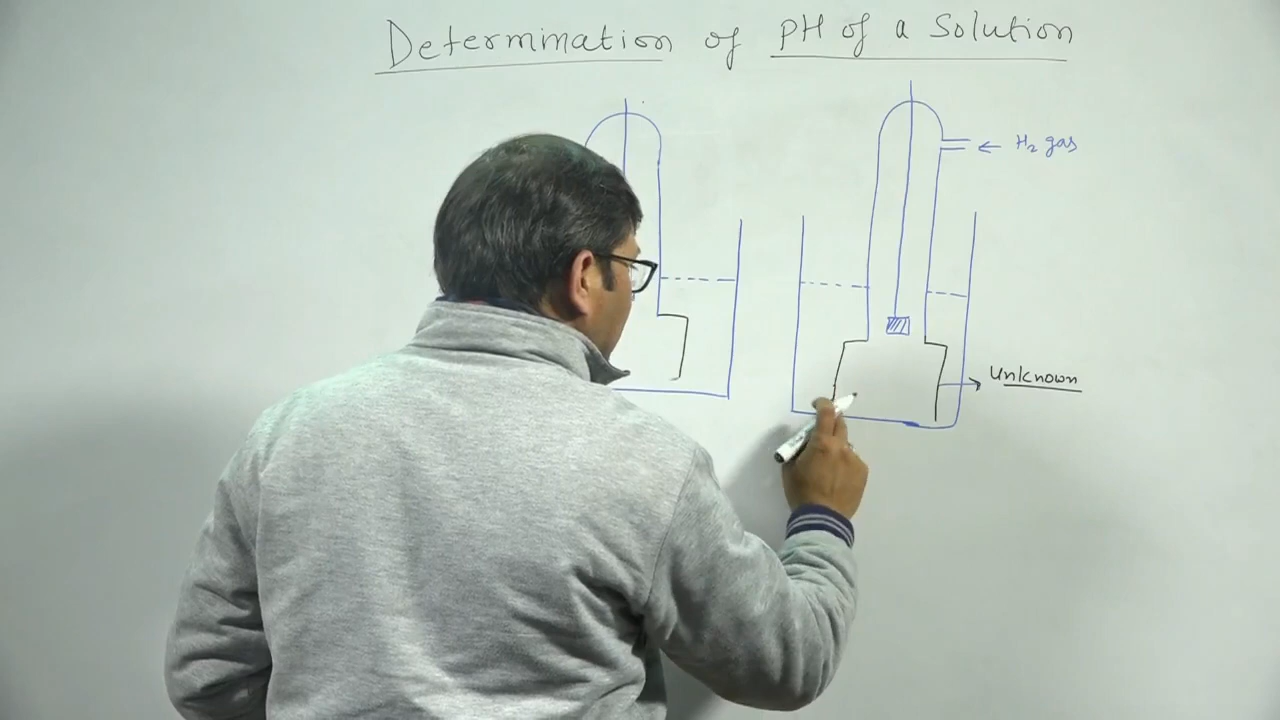 Determination of pH of a Solution
← H₂ gas
Unknown